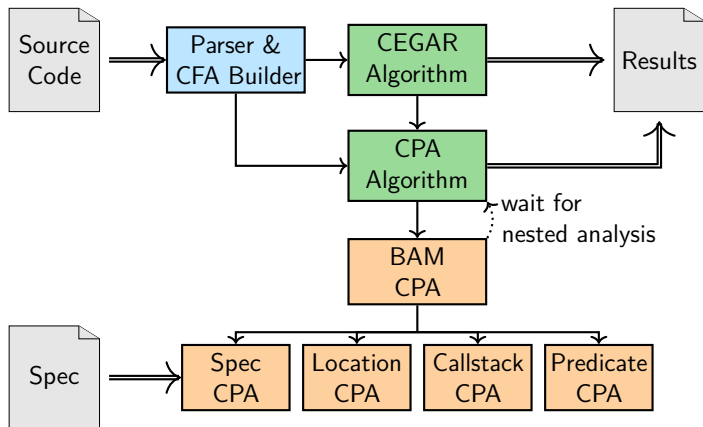 Source
Code
Parser &
CFA Builder
CEGAR
Algorithm
Results
CPA
Algorithm
wait for
nested analysis
BAM
CPA
Spec
Spec
CPA
Location
CPA
Callstack
CPA
Predicate
CPA